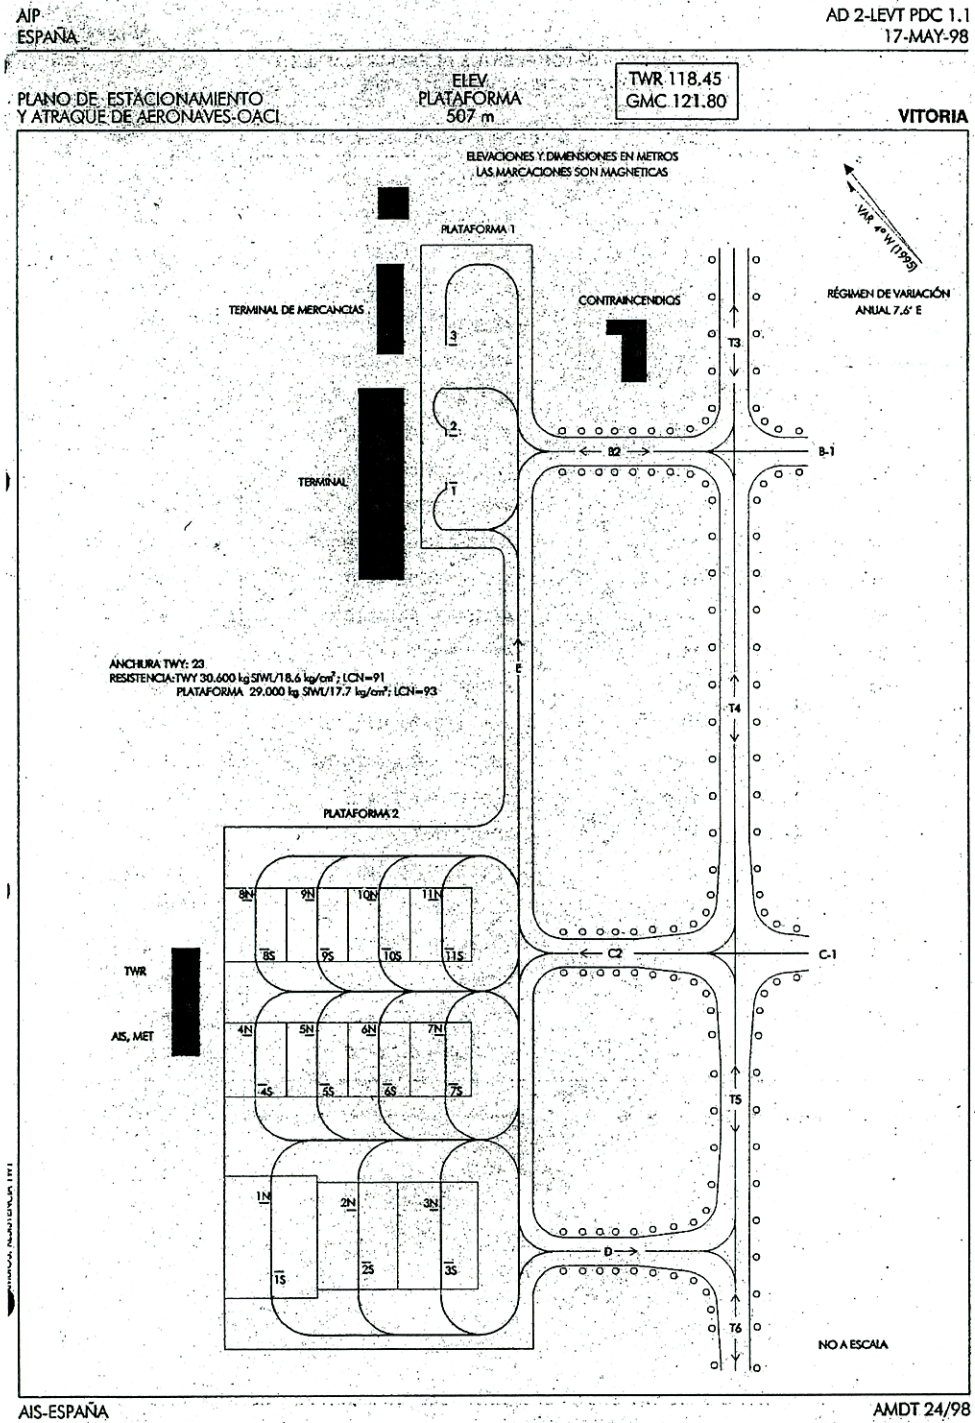 AIP
ESPAÑA
AD 2-LEVT PDC 1.1
17-MAY-98
PLANO DE ESTACIONAMIENTO
Y ATRAQUE DE AERONAVES-OACI
ELEV
PLATAFORMA
507 m
TWR 118.45
GMC 121.80
VITORIA
ELEVACIONES Y DIMENSIONES EN METROS
LAS MARCACIONES SON MAGNETICAS
VAR 4º W (1995)
RÉGIMEN DE VARIACIÓN
ANUAL 7.6' E
PLATAFORMA 1
TERMINAL DE MERCANCIAS
CONTRAINCENDIOS
3
T3
2
B2
B-1
TERMINAL
1
E
ANCHURA TWY: 23
RESISTENCIA:TWY 30.600 kg SIWL/18.6 kg/cm²; LCN=91
PLATAFORMA 29.000 kg SIWL/17.7 kg/cm²; LCN=93
T4
PLATAFORMA 2
8N 9N 10N 11N
8S 9S 10S 11S
C2
C-1
TWR
AIS, MET
4N 5N 6N 7N
4S 5S 6S 7S
T5
1N 2N 3N
1S 2S 3S
D
T6
NO A ESCALA
AIS-ESPAÑA
AMDT 24/98